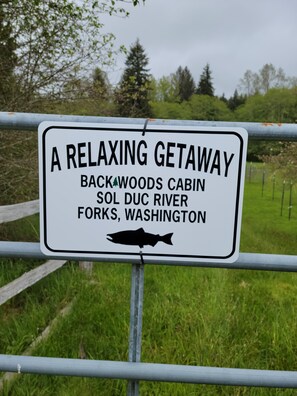 A RELAXING GETAWAY
BACKWOODS CABIN
SOL DUC RIVER
FORKS, WASHINGTON